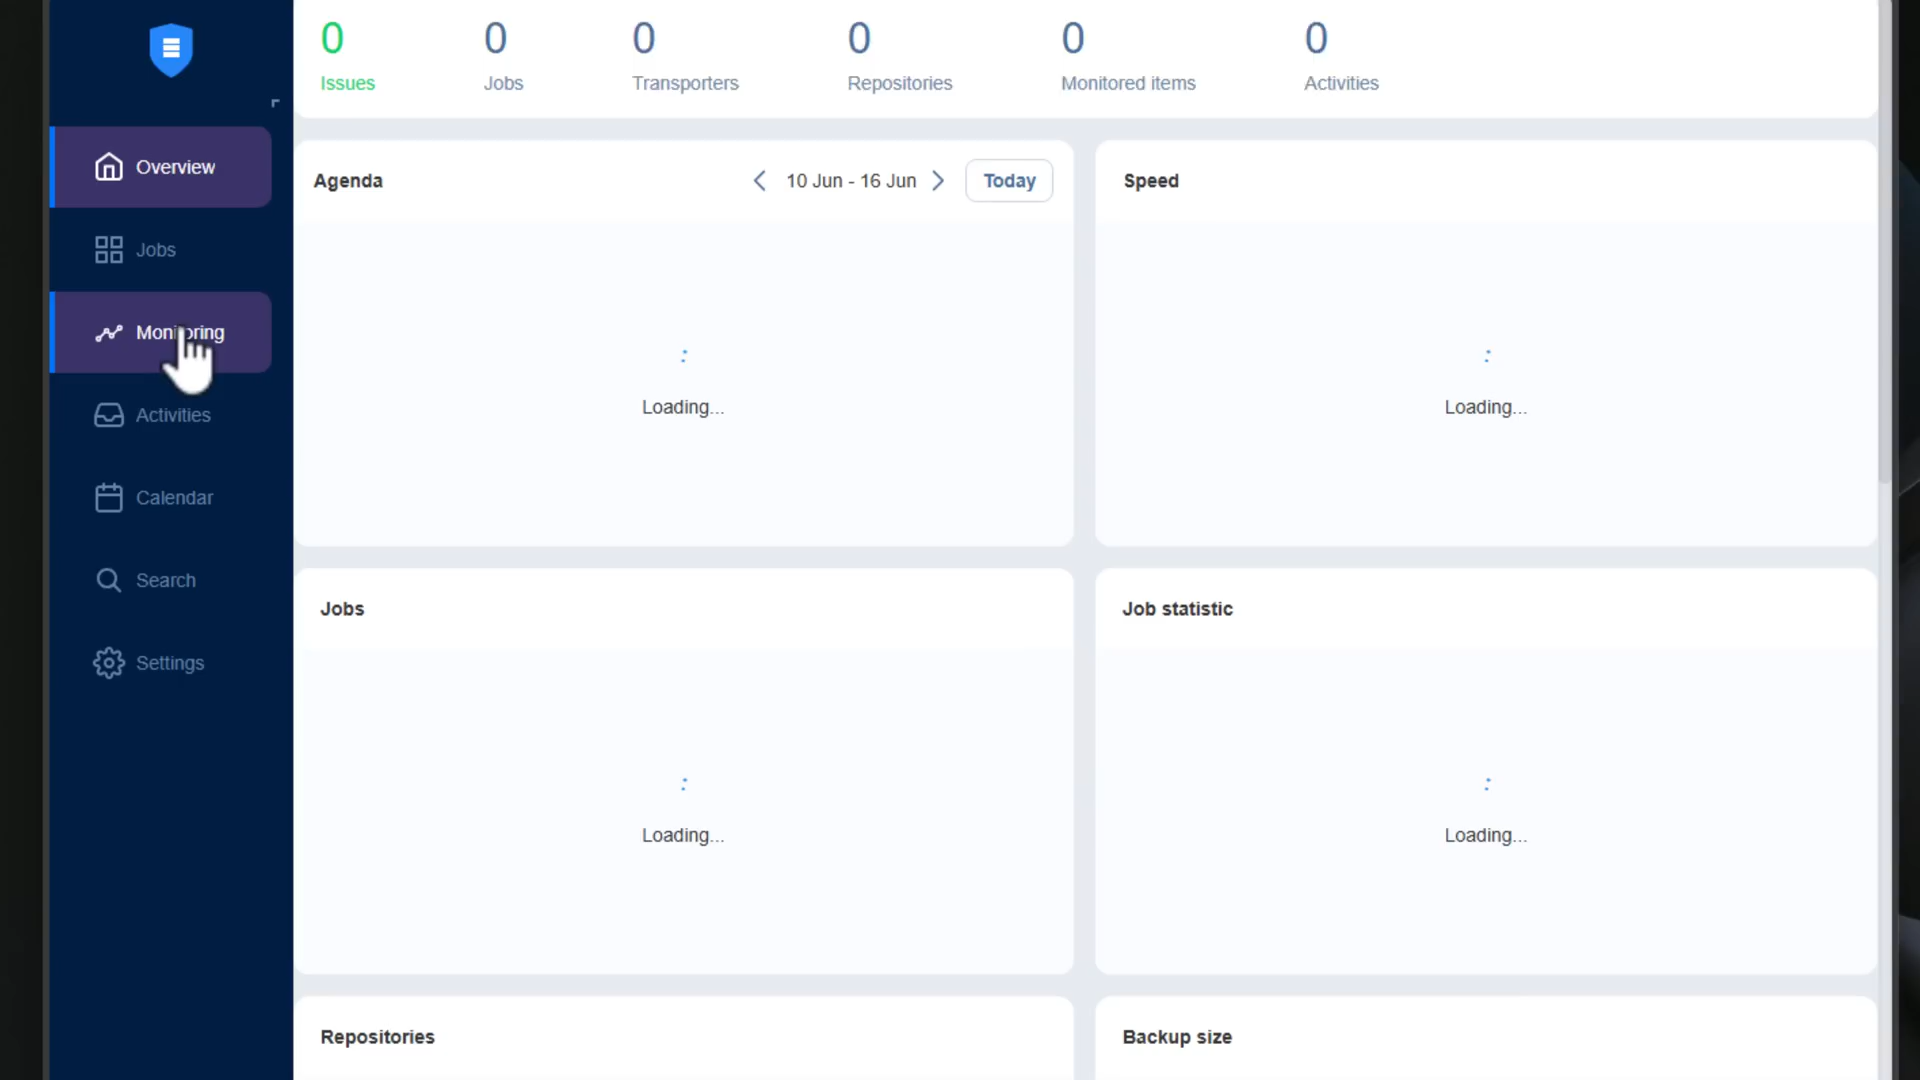 0 0 0 0 0 0
Issues Jobs Transporters Repositories Monitored items Activities
Overview
Jobs
Monitoring
Activities
Calendar
Search
Settings
Agenda 10 Jun - 16 Jun Today
Loading...
Speed
Loading...
Jobs
Loading...
Job statistic
Loading...
Repositories
Backup size